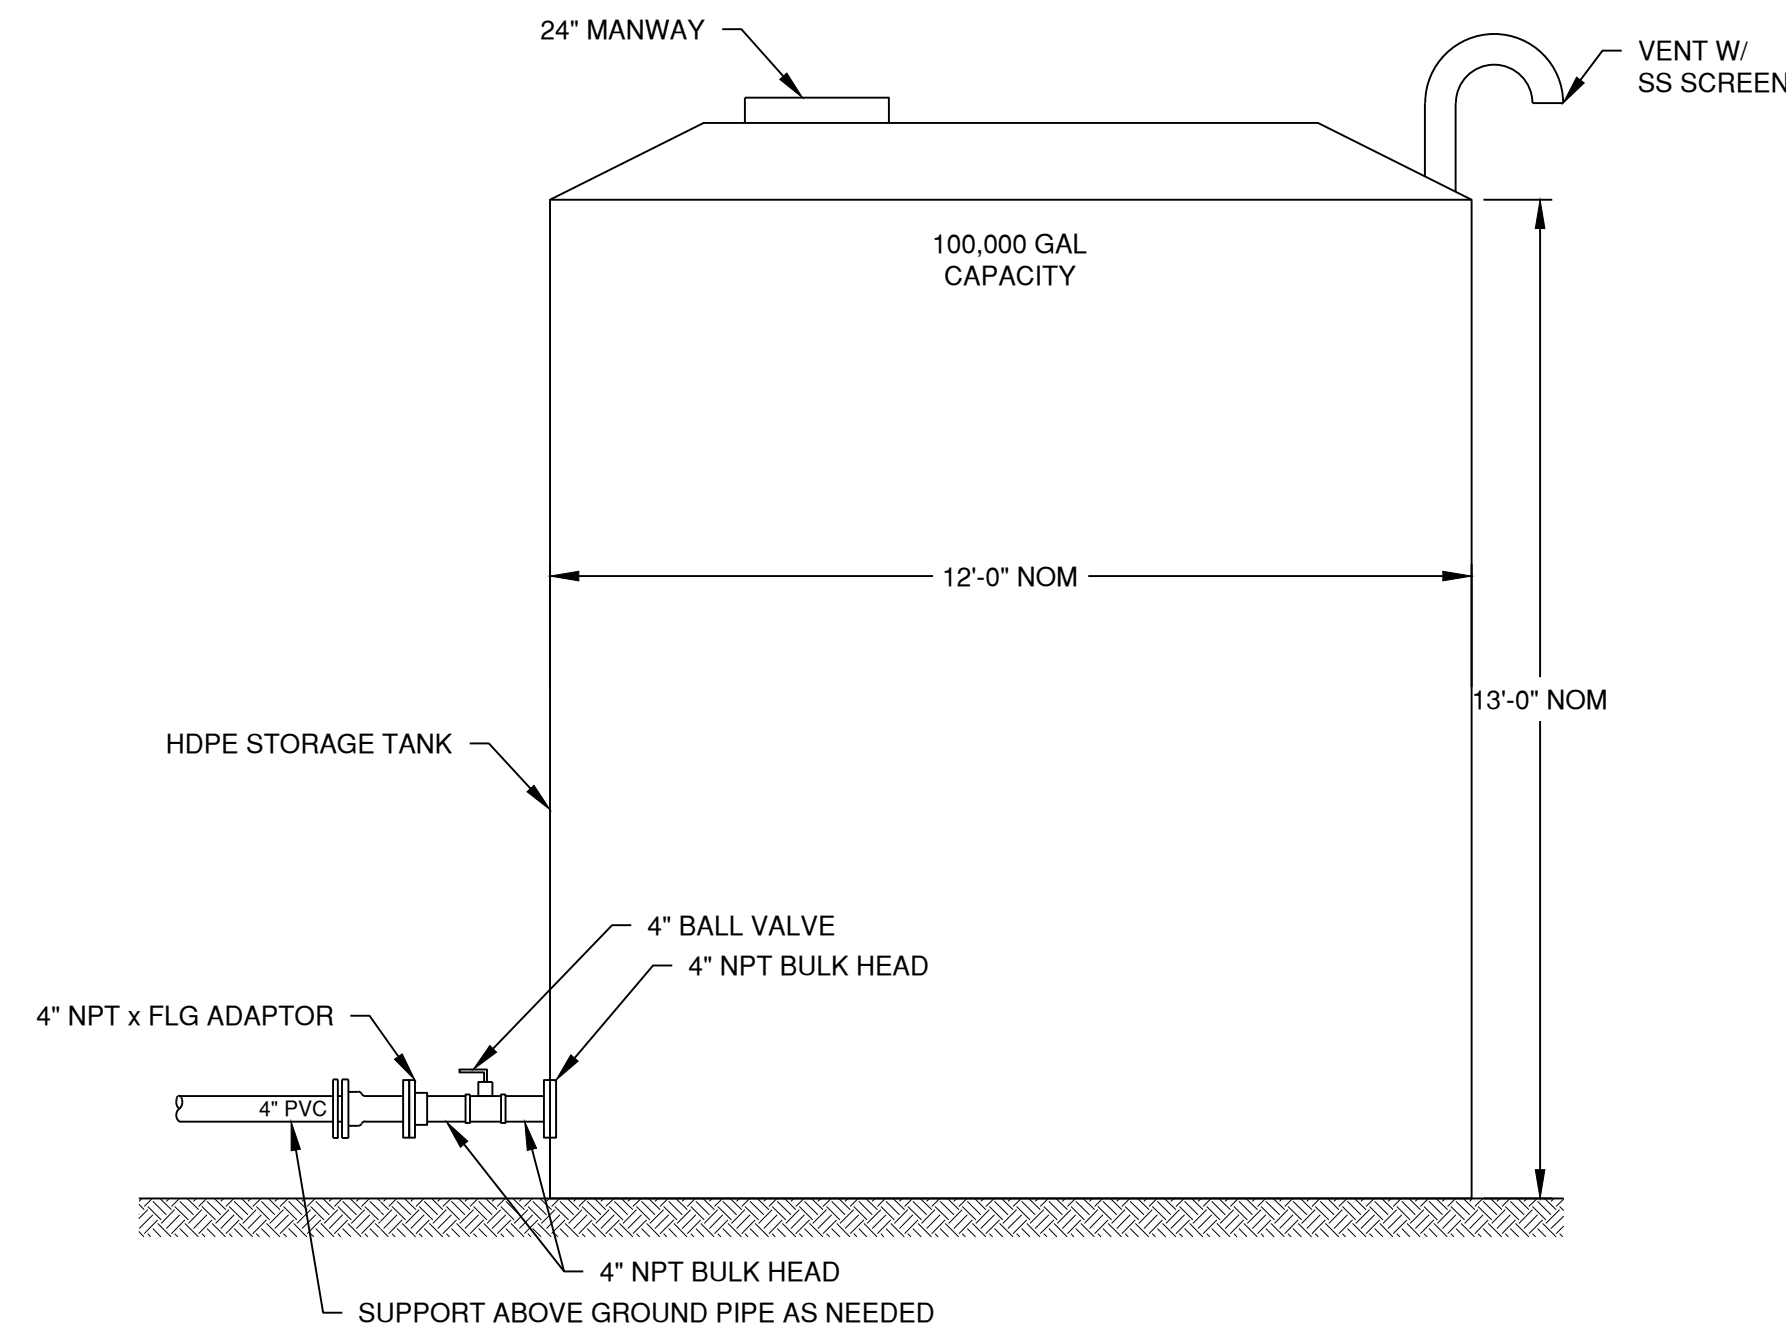 24" MANWAY
VENT W/
SS SCREEN
100,000 GAL
CAPACITY
12'-0" NOM
13'-0" NOM
HDPE STORAGE TANK
4" BALL VALVE
4" NPT BULK HEAD
4" NPT x FLG ADAPTOR
4" PVC
4" NPT BULK HEAD
SUPPORT ABOVE GROUND PIPE AS NEEDED